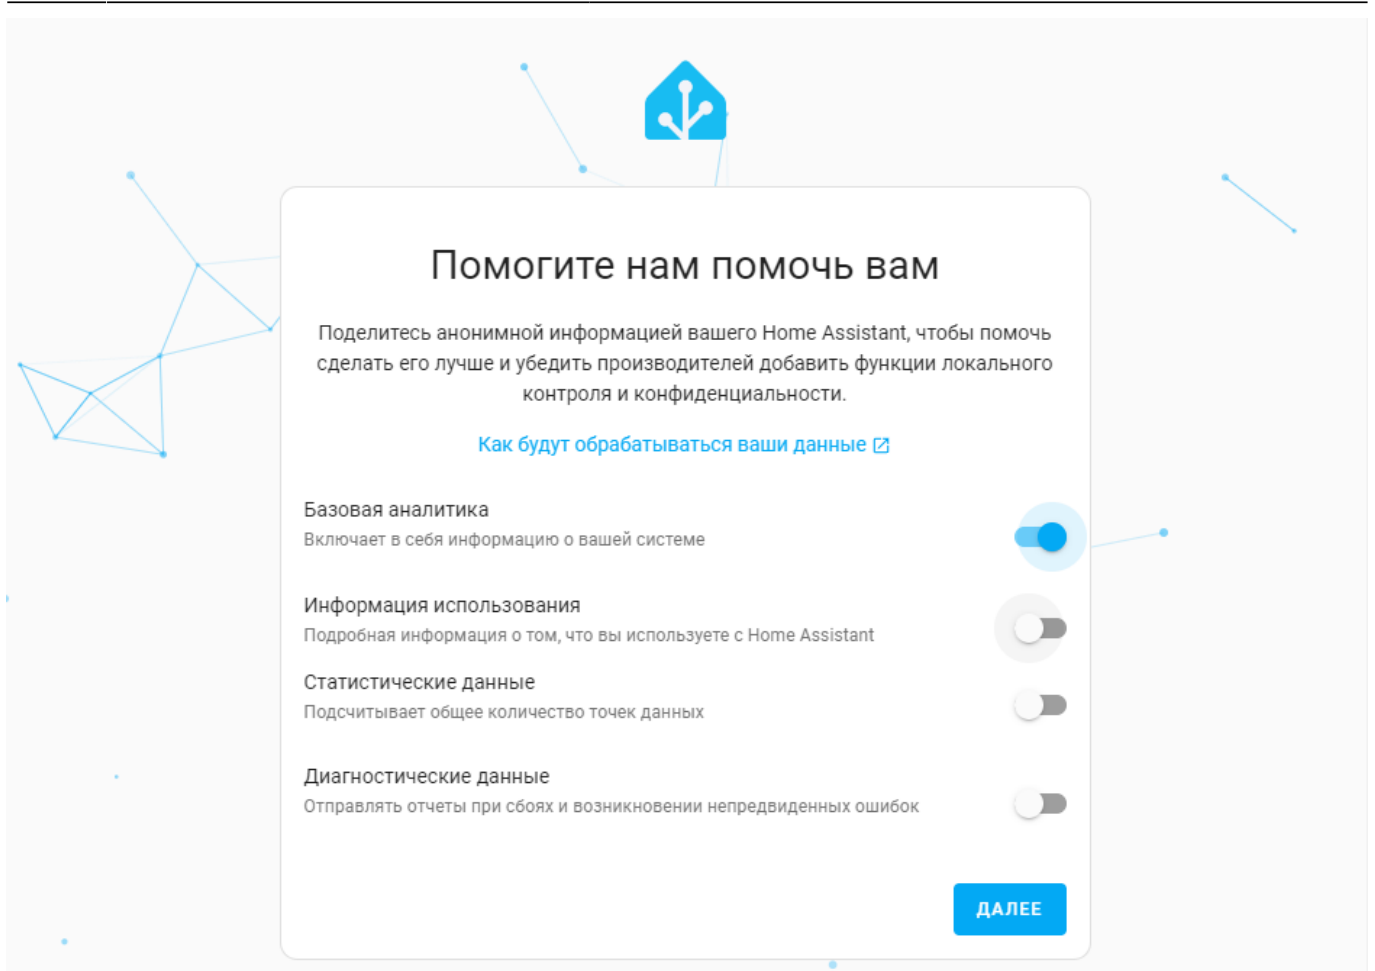 Помогите нам помочь вам
Поделитесь анонимной информацией вашего Home Assistant, чтобы помочь
сделать его лучше и убедить производителей добавить функции локального
контроля и конфиденциальности.
Как будут обрабатываться ваши данные
Базовая аналитика
Включает в себя информацию о вашей системе
Информация использования
Подробная информация о том, что вы используете с Home Assistant
Статистические данные
Подсчитывает общее количество точек данных
Диагностические данные
Отправлять отчеты при сбоях и возникновении непредвиденных ошибок
ДАЛЕЕ